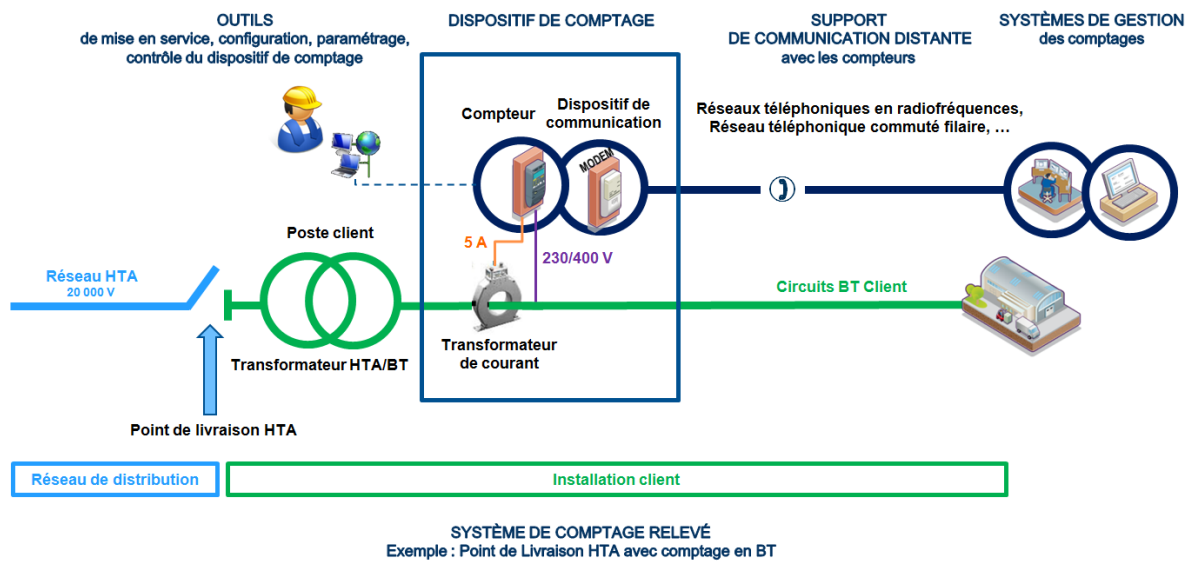 OUTILS
de mise en service, configuration, paramétrage,
contrôle du dispositif de comptage
DISPOSITIF DE COMPTAGE
SUPPORT
DE COMMUNICATION DISTANTE
avec les compteurs
SYSTÈMES DE GESTION
des comptages
Compteur
Dispositif de
communication
MODEM
Réseaux téléphoniques en radiofréquences,
Réseau téléphonique commuté filaire, …
5 A
230/400 V
Poste client
Réseau HTA
20 000 V
Circuits BT Client
Transformateur HTA/BT
Transformateur
de courant
Point de livraison HTA
Réseau de distribution
Installation client
SYSTÈME DE COMPTAGE RELEVÉ
Exemple : Point de Livraison HTA avec comptage en BT